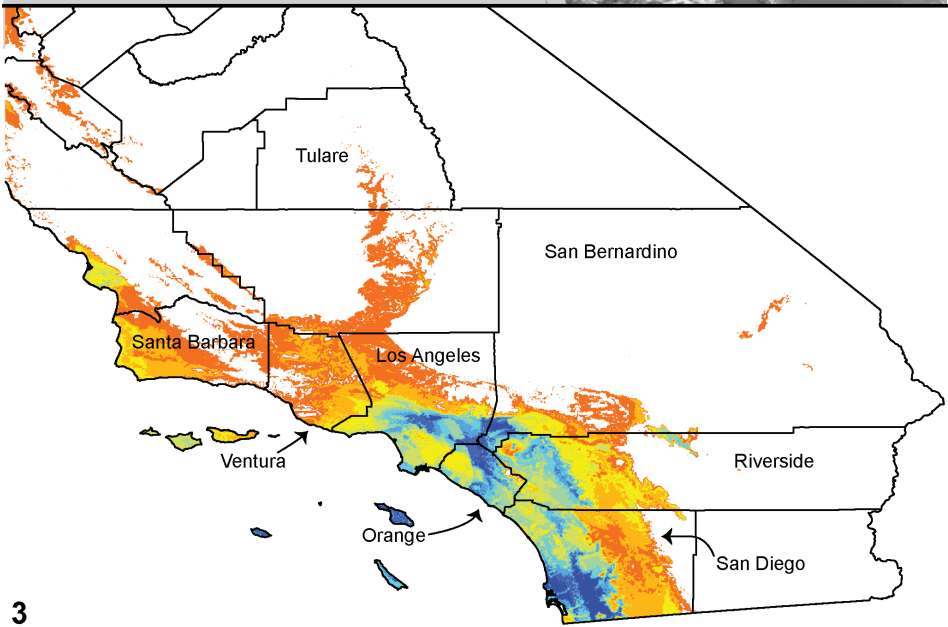 Tulare
San Bernardino
Santa Barbara
Los Angeles
Ventura
Riverside
Orange
San Diego
3